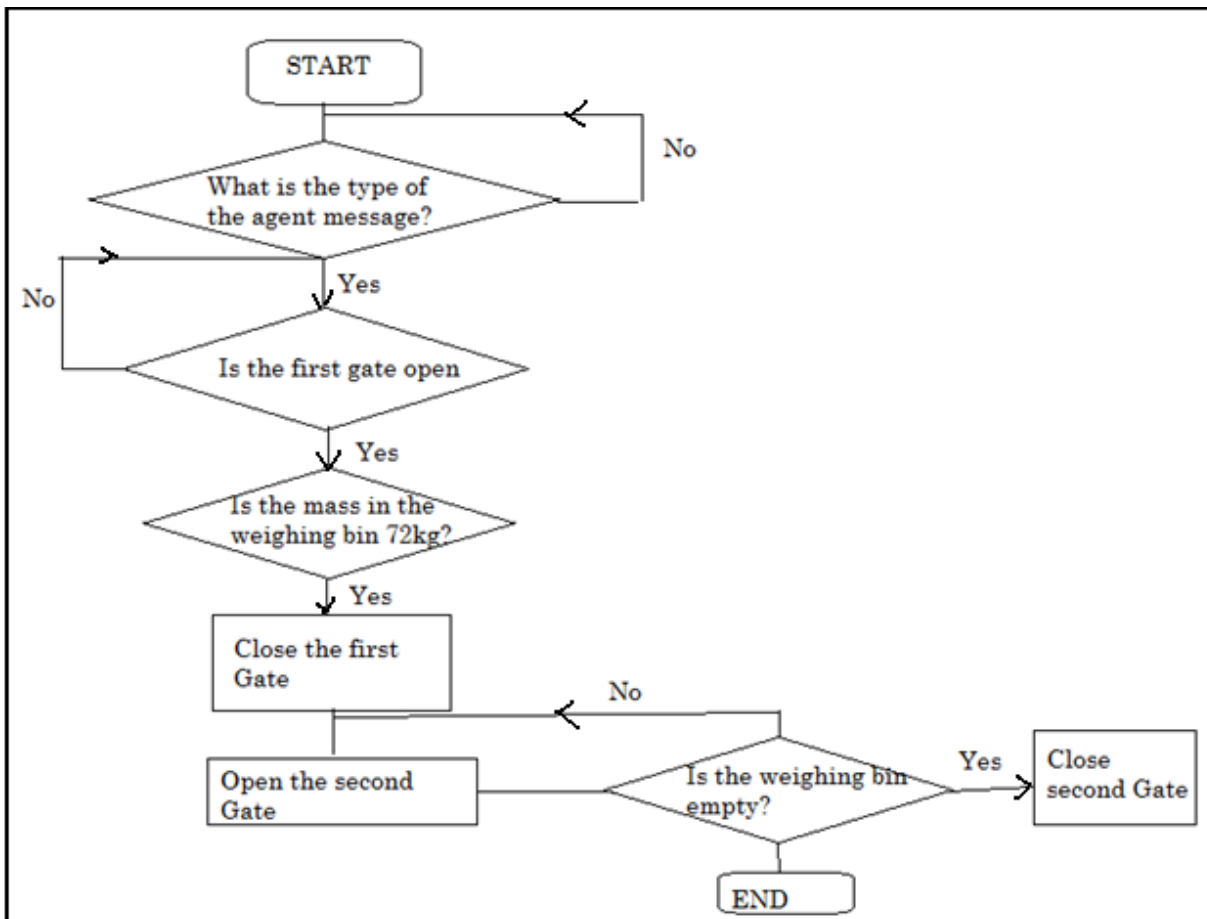 START
No
What is the type of
the agent message?
No
Yes
Is the first gate open
Yes
Is the mass in the
weighing bin 72kg?
Yes
Close the first
Gate
No
Open the second
Gate
Is the weighing bin
empty?
Yes
Close
second Gate
END